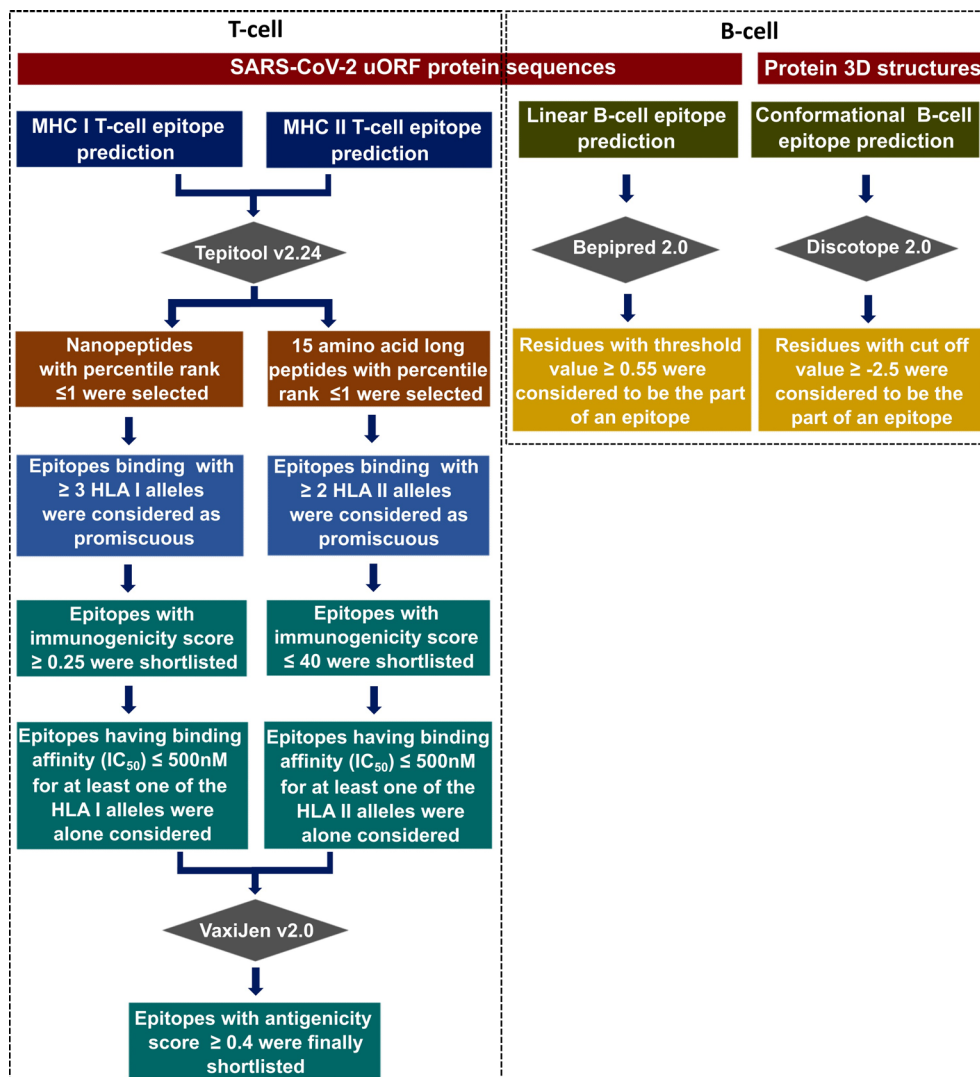 T-cell
B-cell
SARS-CoV-2 uORF protein sequences
Protein 3D structures
MHC I T-cell epitope
prediction
MHC II T-cell epitope
prediction
Linear B-cell epitope
prediction
Conformational B-cell
epitope prediction
Tepitool v2.24
Bepipred 2.0
Discotope 2.0
Nanopeptides
with percentile rank
≤1 were selected
15 amino acid long
peptides with percentile
rank ≤1 were selected
Residues with threshold
value ≥ 0.55 were
considered to be the part
of an epitope
Residues with cut off
value ≥ -2.5 were
considered to be the
part of an epitope
Epitopes binding with
≥ 3 HLA I alleles
were considered as
promiscuous
Epitopes binding with
≥ 2 HLA II alleles
were considered as
promiscuous
Epitopes with
immunogenicity score
≥ 0.25 were shortlisted
Epitopes with
immunogenicity score
≤ 40 were shortlisted
Epitopes having binding
affinity (IC₅₀) ≤ 500nM
for at least one of the
HLA I alleles were
alone considered
Epitopes having binding
affinity (IC₅₀) ≤ 500nM
for at least one of the
HLA II alleles were
alone considered
VaxiJen v2.0
Epitopes with antigenicity
score ≥ 0.4 were finally
shortlisted